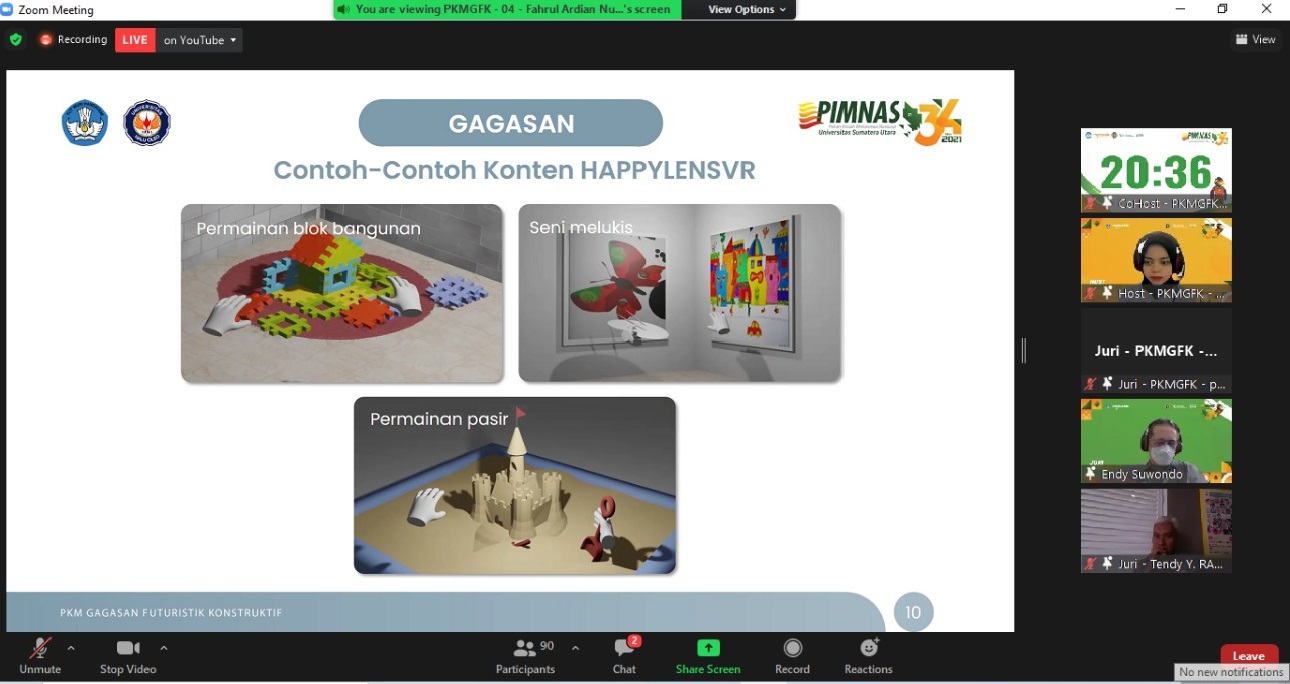 Zoom Meeting
You are viewing PKMGFK - 04 - Fahrul Ardian Nu...'s screen
View Options
Recording
LIVE
on YouTube
View
GAGASAN
PIMNAS
Universitas Sumatera Utara
34
2021
Contoh-Contoh Konten HAPPYLENSVR
Permainan blok bangunan
Seni melukis
Permainan pasir
PKM GAGASAN FUTURISTIK KONSTRUKTIF
10
20:36
CoHost - PKMGFK...
Host - PKMGFK - ...
Juri - PKMGFK -...
Juri - PKMGFK - p...
Endy Suwondo
Juri - Tendy Y. RA...
Unmute
Stop Video
90
Participants
2
Chat
Share Screen
Record
Reactions
Leave
No new notifications